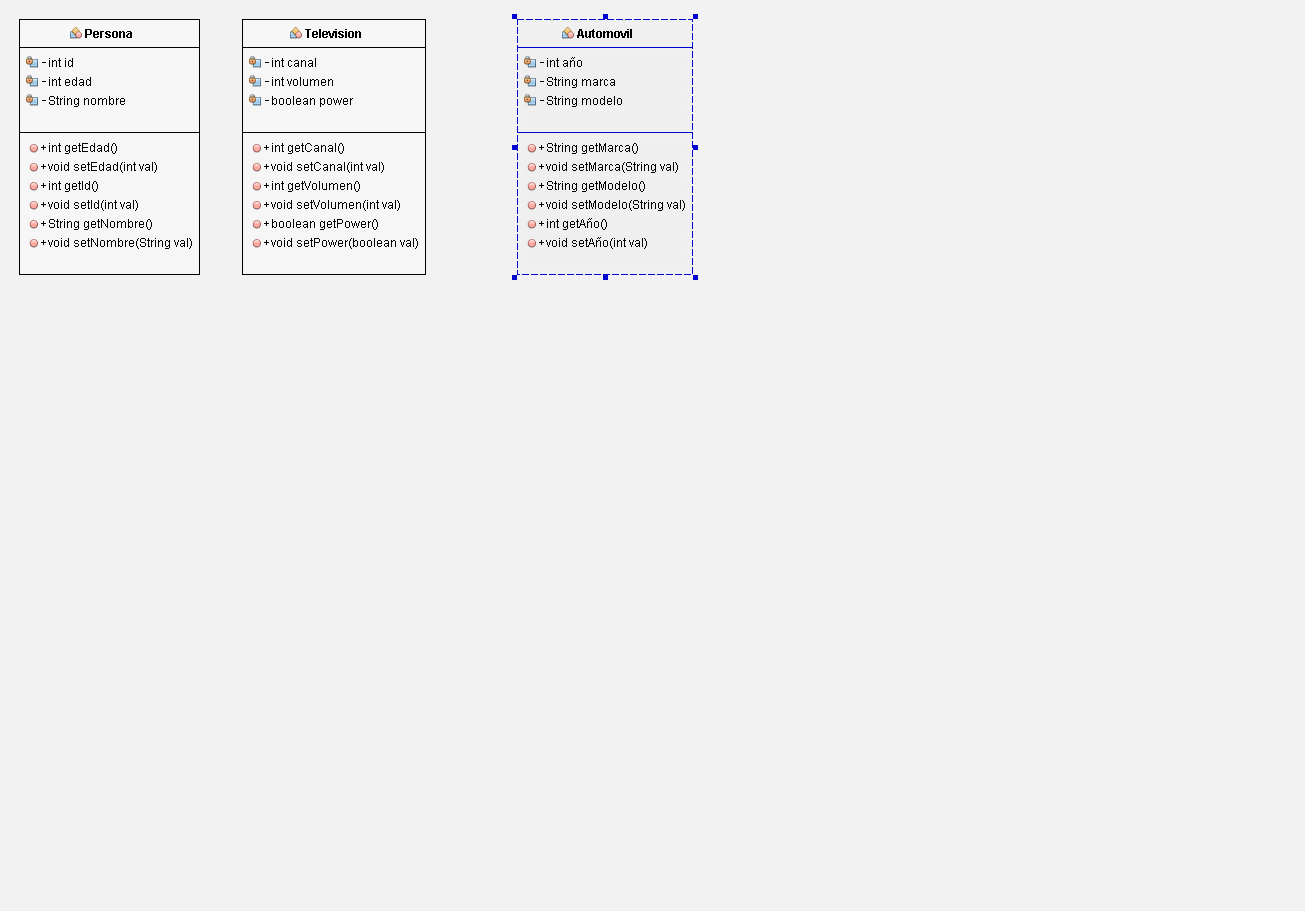 Persona
- int id
- int edad
- String nombre
+ int getEdad()
+ void setEdad(int val)
+ int getId()
+ void setId(int val)
+ String getNombre()
+ void setNombre(String val)
Television
- int canal
- int volumen
- boolean power
+ int getCanal()
+ void setCanal(int val)
+ int getVolumen()
+ void setVolumen(int val)
+ boolean getPower()
+ void setPower(boolean val)
Automovil
- int año
- String marca
- String modelo
+ String getMarca()
+ void setMarca(String val)
+ String getModelo()
+ void setModelo(String val)
+ int getAño()
+ void setAño(int val)